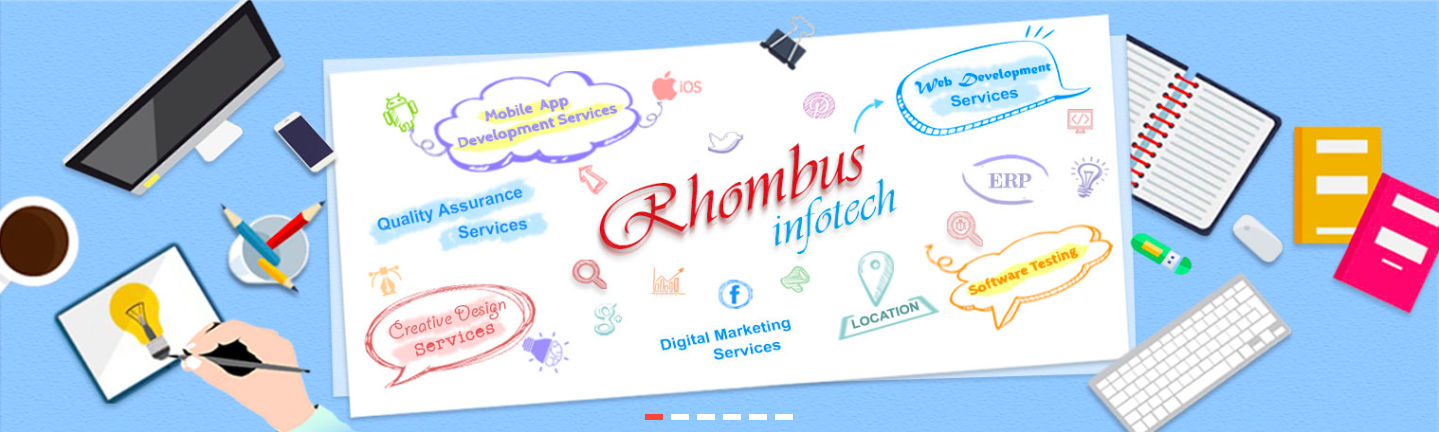 Mobile App
Development Services
iOS
Web Development
Services
Quality Assurance
Services
Rhombus
infotech
ERP
Creative Design
Services
Digital Marketing
Services
LOCATION
Software Testing